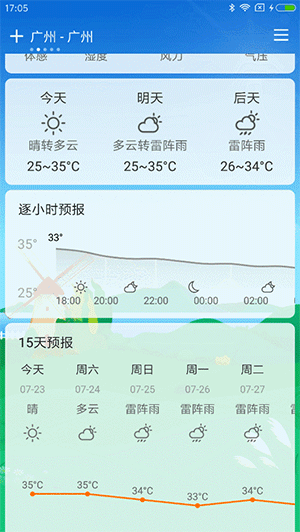 17:05
广州 - 广州
体感 湿度 风力 气压
今天 明天 后天
晴转多云 多云转雷阵雨 雷阵雨
25~35°C 25~35°C 26~34°C
逐小时预报
35°
33°
25°
18:00 20:00 22:00 00:00 02:00
15天预报
今天 周六 周日 周一 周二
07-23 07-24 07-25 07-26 07-27
晴 多云 雷阵雨 雷阵雨 雷阵雨
35°C 35°C 34°C 33°C 34°C